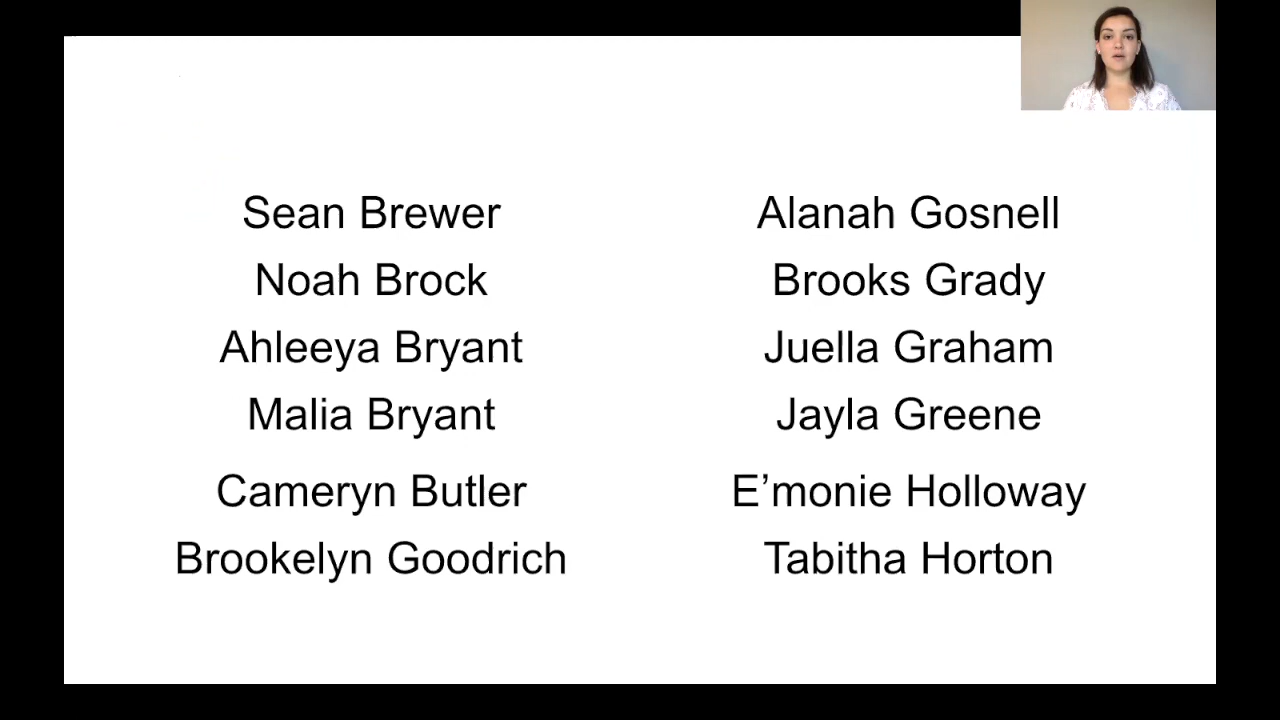 Sean Brewer
Noah Brock
Ahleeya Bryant
Malia Bryant
Cameryn Butler
Brookelyn Goodrich
Alanah Gosnell
Brooks Grady
Juella Graham
Jayla Greene
E’monie Holloway
Tabitha Horton